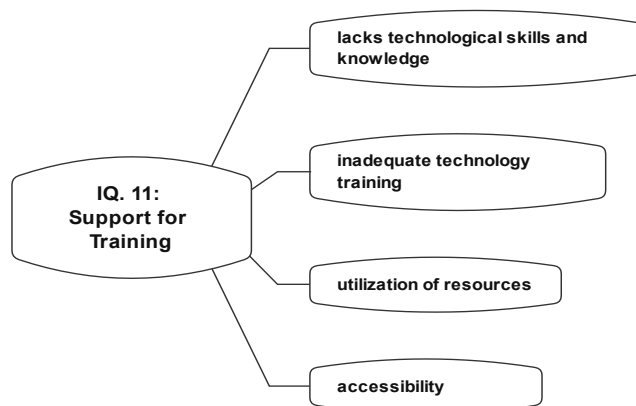 lacks technological skills and
knowledge
inadequate technology
training
IQ. 11:
Support for
Training
utilization of resources
accessibility